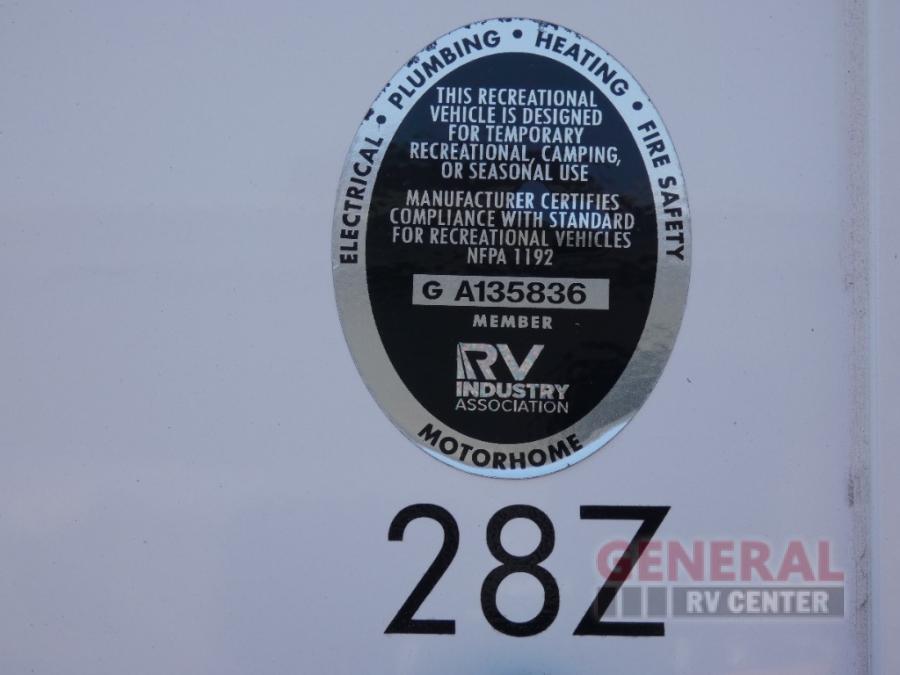 ELECTRICAL • PLUMBING • HEATING • FIRE SAFETY
THIS RECREATIONAL
VEHICLE IS DESIGNED
FOR TEMPORARY
RECREATIONAL, CAMPING,
OR SEASONAL USE
MANUFACTURER CERTIFIES
COMPLIANCE WITH STANDARD
FOR RECREATIONAL VEHICLES
NFPA 1192
G A135836
MEMBER
RV
INDUSTRY
ASSOCIATION
MOTORHOME
28Z
GENERAL
RV CENTER